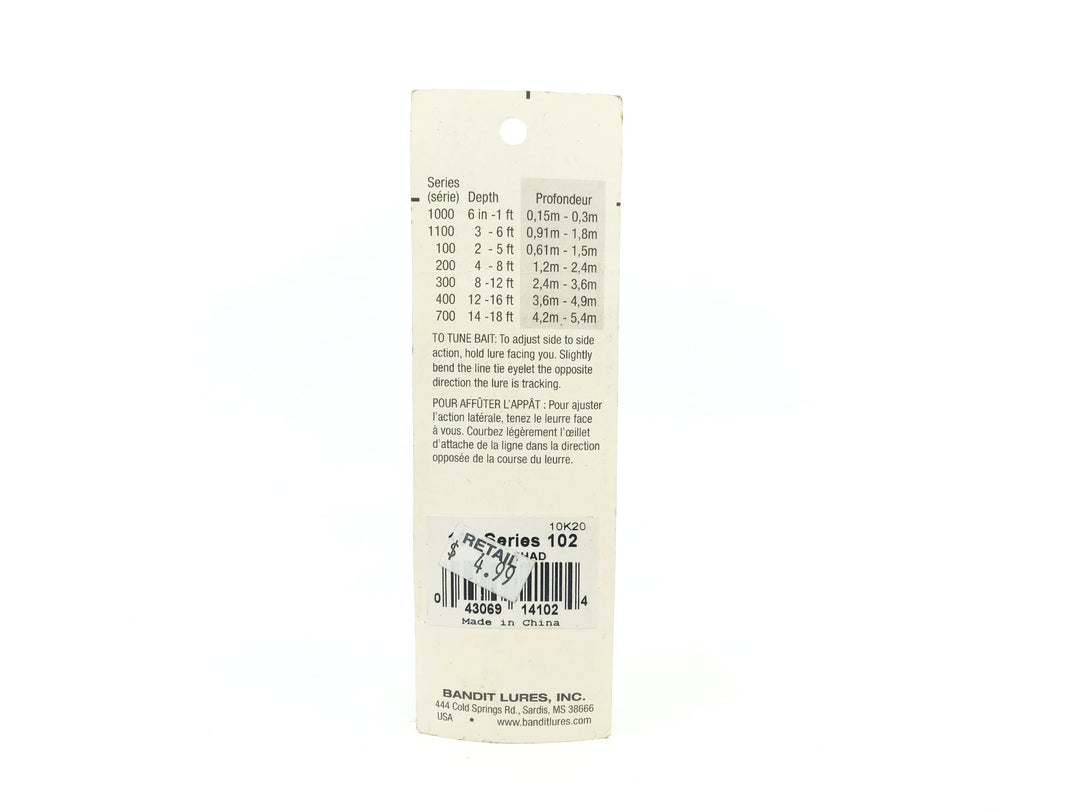 Series
(série) Depth Profondeur
1000 6 in -1 ft 0,15m - 0,3m
1100 3 - 6 ft 0,91m - 1,8m
100 2 - 5 ft 0,61m - 1,5m
200 4 - 8 ft 1,2m - 2,4m
300 8 -12 ft 2,4m - 3,6m
400 12 -16 ft 3,6m - 4,9m
700 14 -18 ft 4,2m - 5,4m
TO TUNE BAIT: To adjust side to side
action, hold lure facing you. Slightly
bend the line tie eyelet the opposite
direction the lure is tracking.
POUR AFFÛTER L'APPÂT : Pour ajuster
l'action latérale, tenez le leurre face
à vous. Courbez légèrement l'œillet
d'attache de la ligne dans la direction
opposée de la course du leurre.
10K20
Series 102
RETAIL
$ 4.99
0 43069 14102 4
Made in China
BANDIT LURES, INC.
444 Cold Springs Rd., Sardis, MS 38666
USA • www.banditlures.com